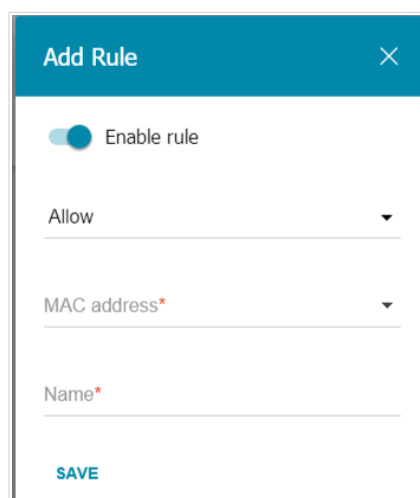 Add Rule
Enable rule
Allow
MAC address*
Name*
SAVE